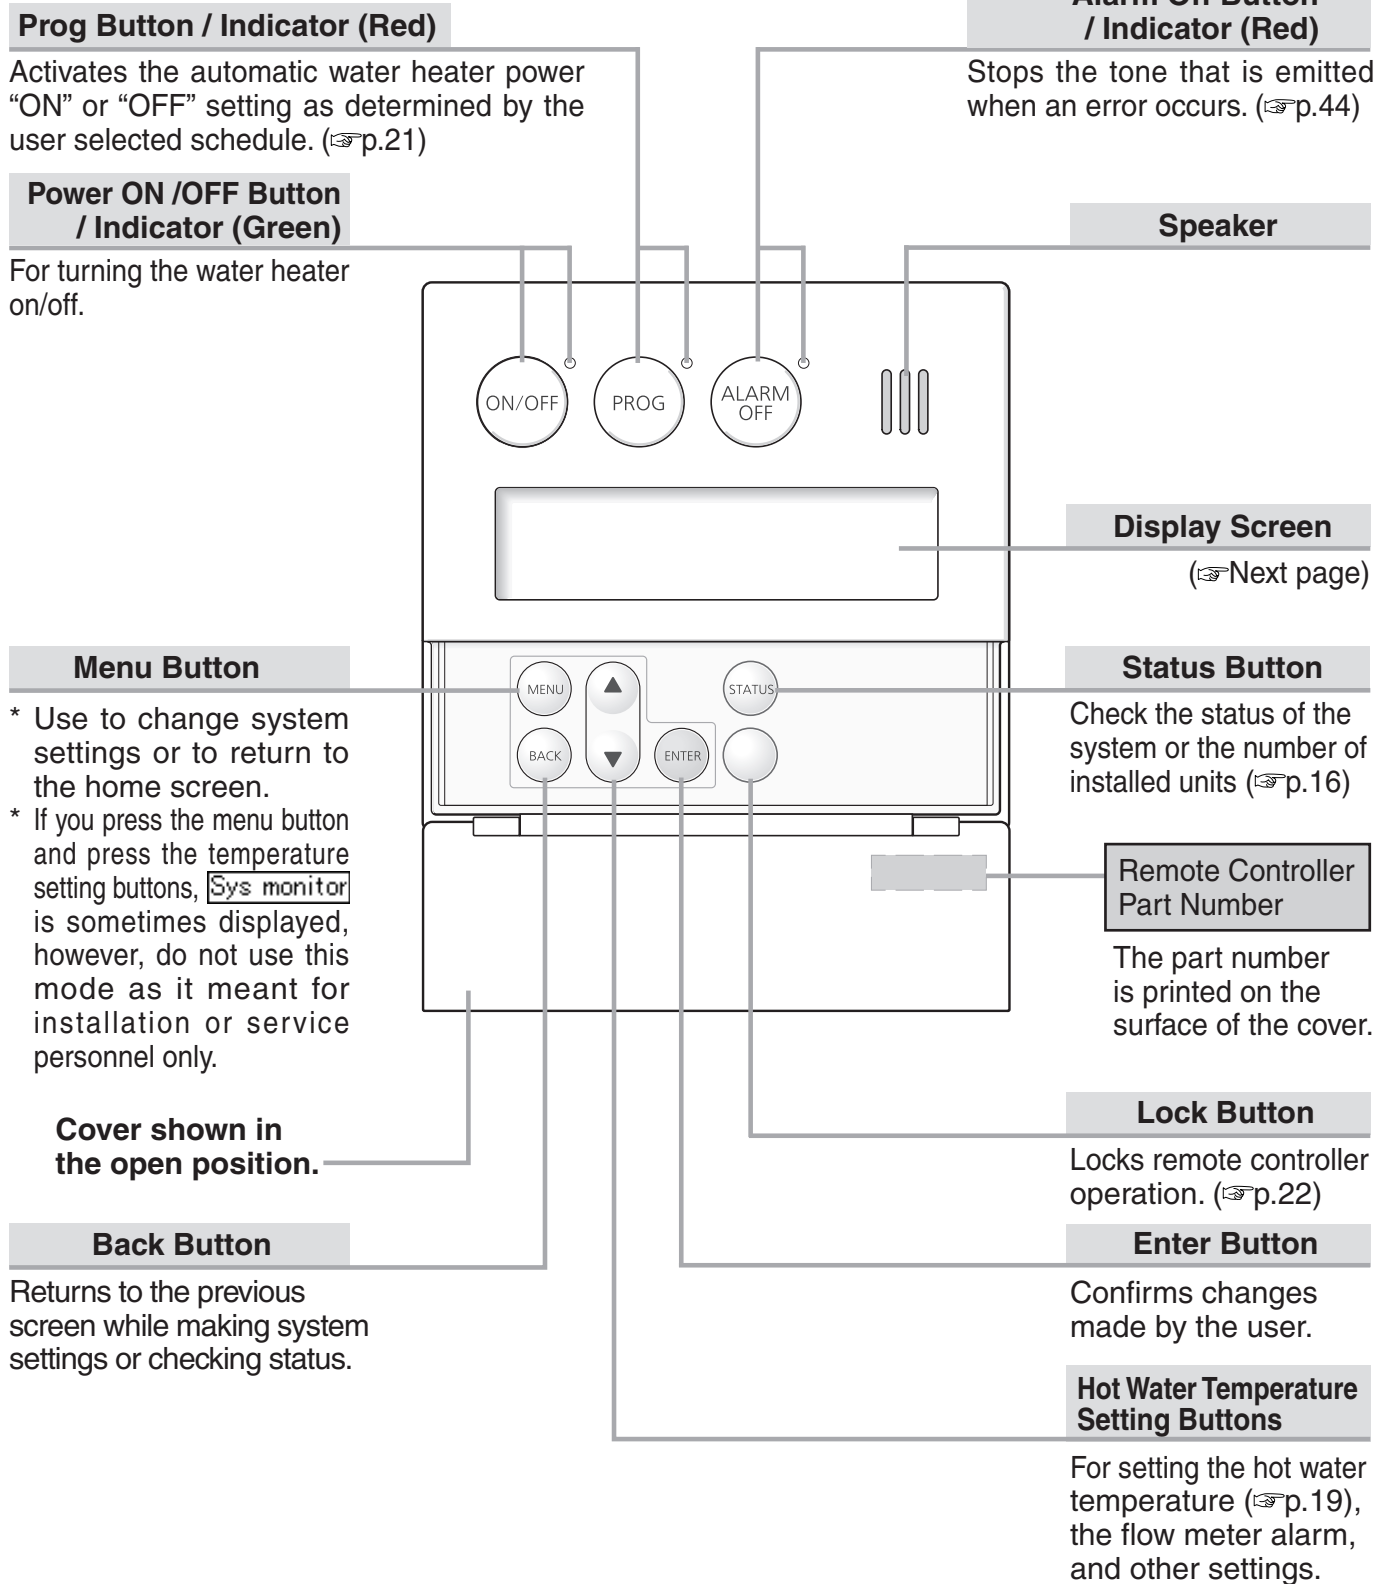 Prog Button / Indicator (Red)
Activates the automatic water heater power
“ON” or “OFF” setting as determined by the
user selected schedule. (☞p.21)
Alarm Off Button
/ Indicator (Red)
Stops the tone that is emitted
when an error occurs. (☞p.44)
Power ON /OFF Button
/ Indicator (Green)
For turning the water heater
on/off.
Speaker
ON/OFF
PROG
ALARM
OFF
Display Screen
(☞Next page)
Menu Button
* Use to change system
settings or to return to
the home screen.
* If you press the menu button
and press the temperature
setting buttons, Sys monitor
is sometimes displayed,
however, do not use this
mode as it meant for
installation or service
personnel only.
MENU
▲
STATUS
BACK
▼
ENTER
Status Button
Check the status of the
system or the number of
installed units (☞p.16)
Remote Controller
Part Number
The part number
is printed on the
surface of the cover.
Cover shown in
the open position.
Lock Button
Locks remote controller
operation. (☞p.22)
Back Button
Returns to the previous
screen while making system
settings or checking status.
Enter Button
Confirms changes
made by the user.
Hot Water Temperature
Setting Buttons
For setting the hot water
temperature (☞p.19),
the flow meter alarm,
and other settings.